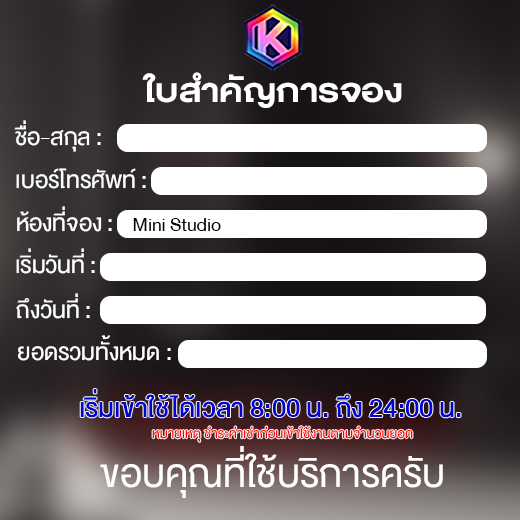 K
ใบสำคัญการจอง
ชื่อ-สกุล :
เบอร์โทรศัพท์ :
ห้องที่จอง : Mini Studio
เริ่มวันที่ :
ถึงวันที่ :
ยอดรวมทั้งหมด :
เริ่มเข้าใช้ได้เวลา 8:00 น. ถึง 24:00 น.
หมายเหตุ ชำระค่าเช่าก่อนเข้าใช้งานตามจำนวนยอด
ขอบคุณที่ใช้บริการครับ